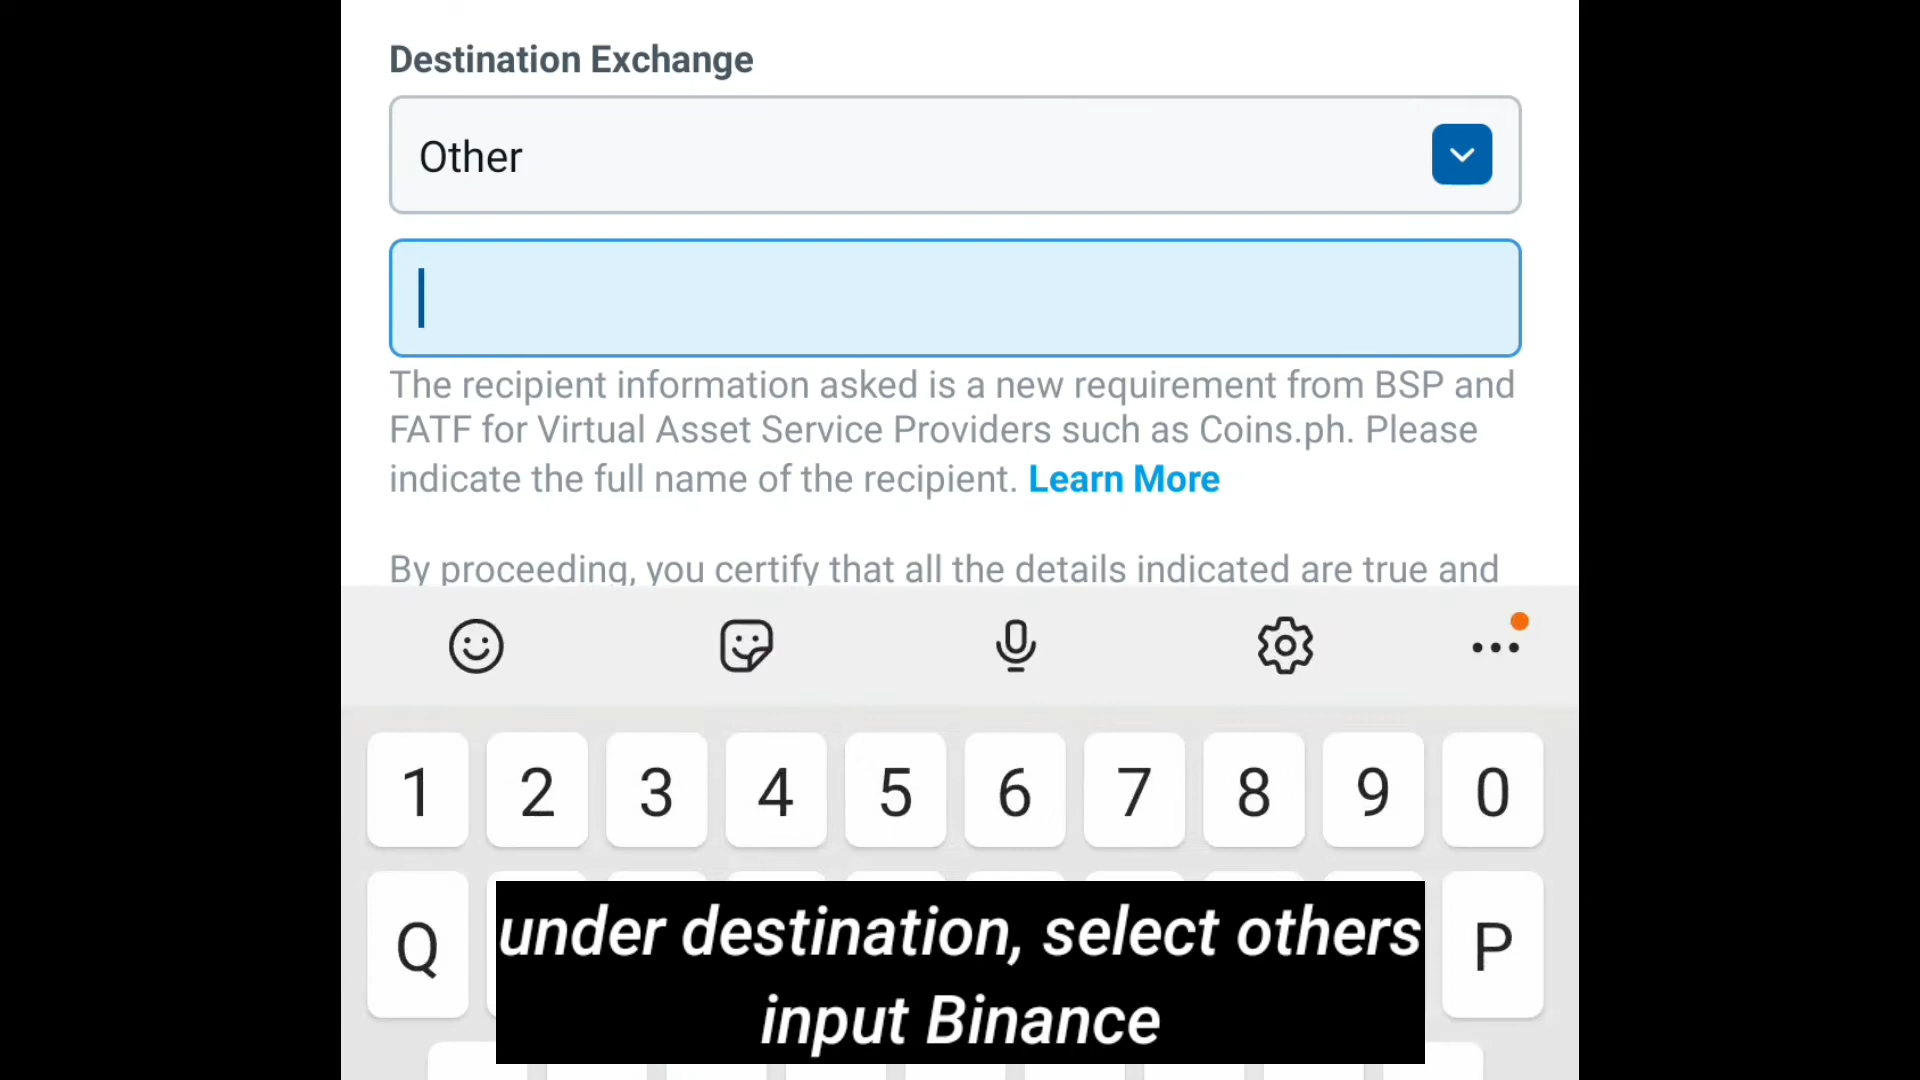 Destination Exchange
Other
The recipient information asked is a new requirement from BSP and
FATF for Virtual Asset Service Providers such as Coins.ph. Please
indicate the full name of the recipient. Learn More
By proceeding, you certify that all the details indicated are true and
1 2 3 4 5 6 7 8 9 0
Q P
under destination, select others
input Binance